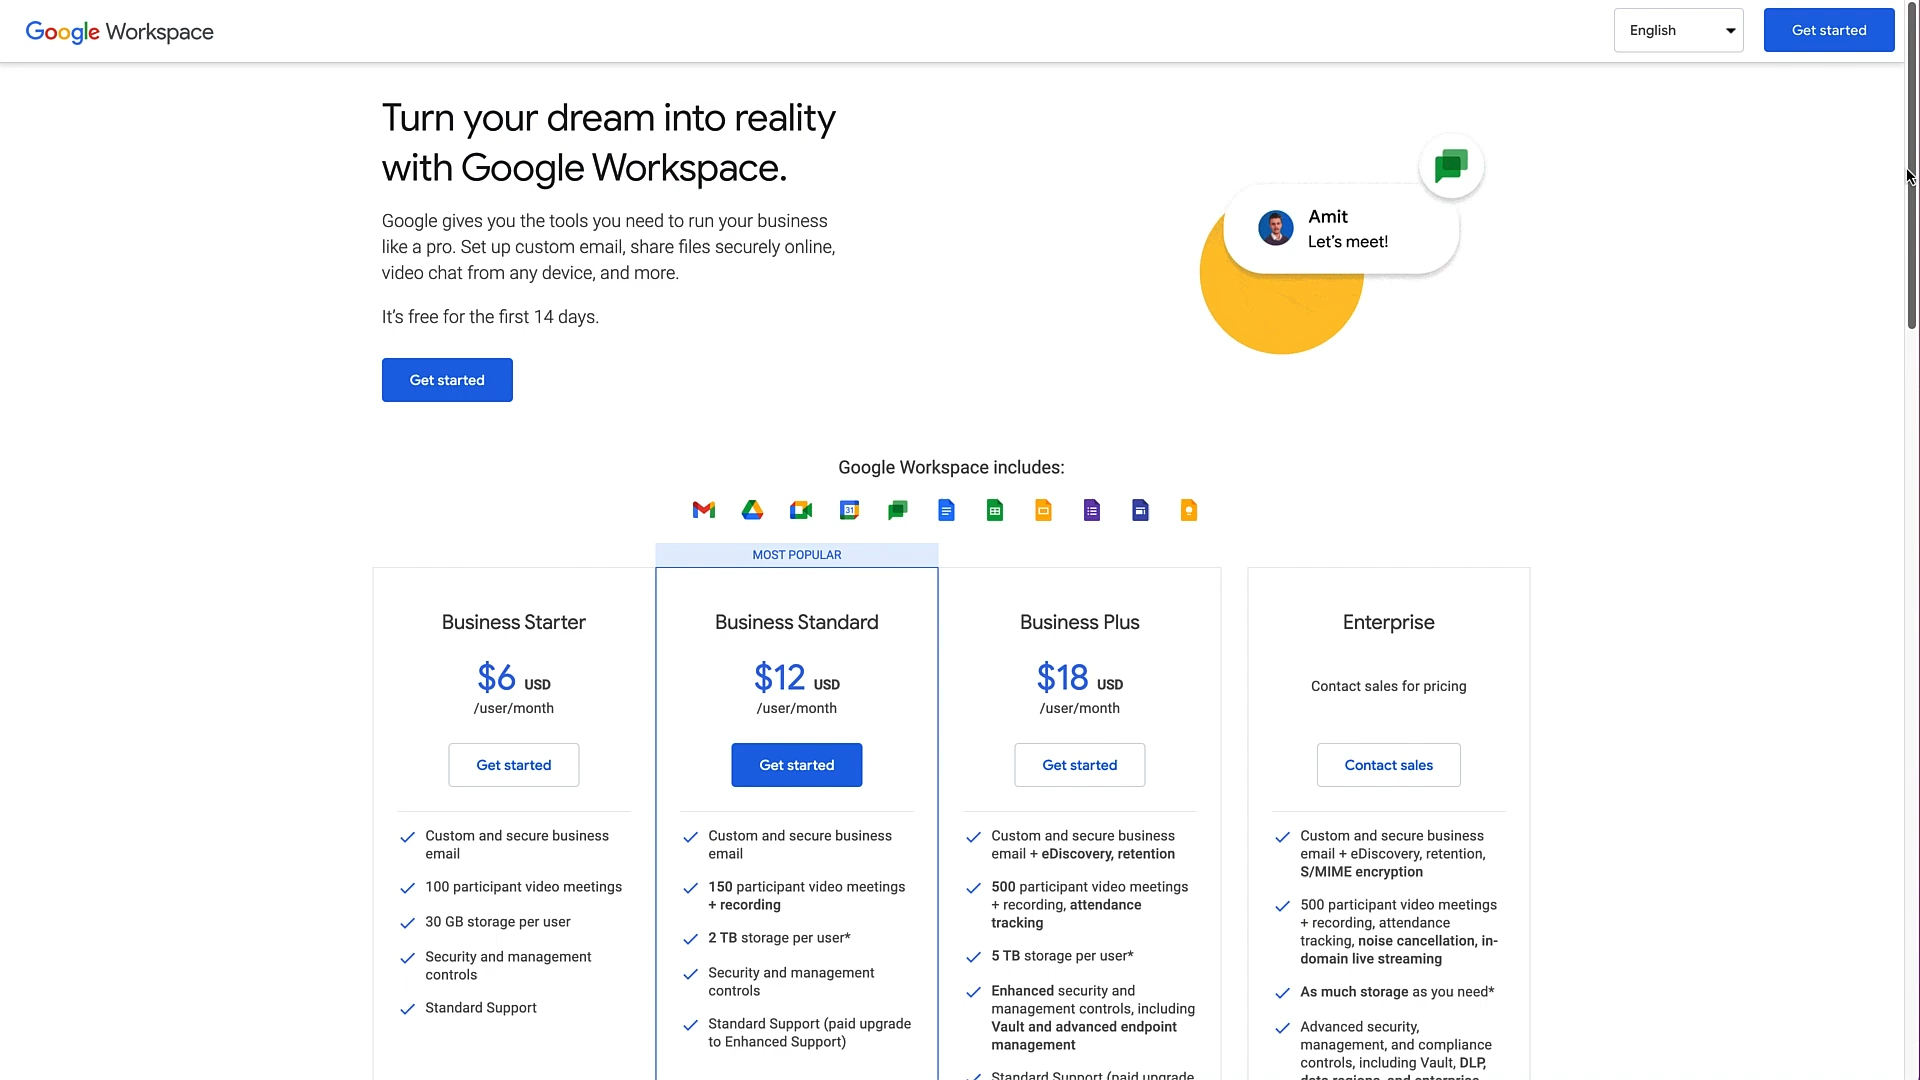 Google Workspace
English
Get started
Turn your dream into reality
with Google Workspace.
Google gives you the tools you need to run your business
like a pro. Set up custom email, share files securely online,
video chat from any device, and more.
It's free for the first 14 days.
Get started
Amit
Let's meet!
Google Workspace includes:
31
MOST POPULAR
Business Starter
$6 USD
/user/month
Get started
Custom and secure business
email
100 participant video meetings
30 GB storage per user
Security and management
controls
Standard Support
Business Standard
$12 USD
/user/month
Get started
Custom and secure business
email
150 participant video meetings
+ recording
2 TB storage per user*
Security and management
controls
Standard Support (paid upgrade
to Enhanced Support)
Business Plus
$18 USD
/user/month
Get started
Custom and secure business
email + eDiscovery, retention
500 participant video meetings
+ recording, attendance
tracking
5 TB storage per user*
Enhanced security and
management controls, including
Vault and advanced endpoint
management
Standard Support (paid upgrade
Enterprise
Contact sales for pricing
Contact sales
Custom and secure business
email + eDiscovery, retention,
S/MIME encryption
500 participant video meetings
+ recording, attendance
tracking, noise cancellation, in-
domain live streaming
As much storage as you need*
Advanced security,
management, and compliance
controls, including Vault, DLP,
data regions, and enterprise